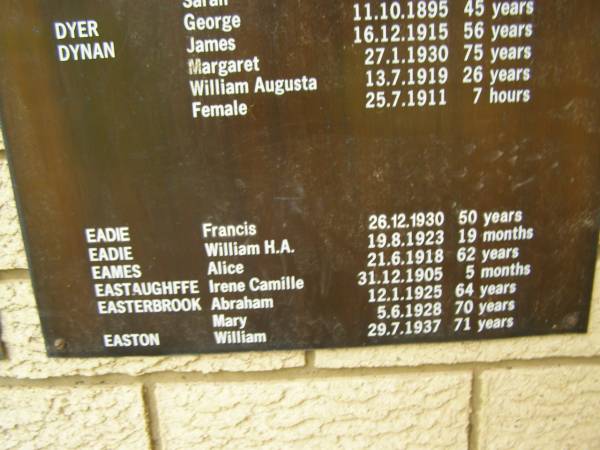 Sarah
DYER George 11.10.1895 45 years
DYNAN James 16.12.1915 56 years
Margaret 27.1.1930 75 years
William Augusta 13.7.1919 26 years
Female 25.7.1911 7 hours
EADIE Francis 26.12.1930 50 years
EADIE William H.A. 19.8.1923 19 months
EAMES Alice 21.6.1918 62 years
EASTAUGHFFE Irene Camille 31.12.1905 5 months
EASTERBROOK Abraham 12.1.1925 64 years
Mary 5.6.1928 70 years
EASTON William 29.7.1937 71 years